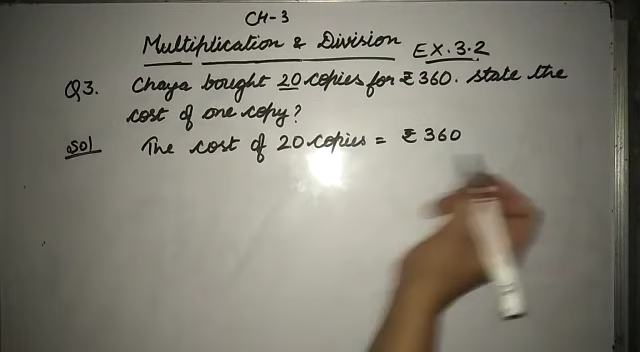 CH-3
Multiplication & Division EX.3.2
Q3. Chaya bought 20 copies for ₹360. state the
cost of one copy?
Sol The cost of 20 copies = ₹360